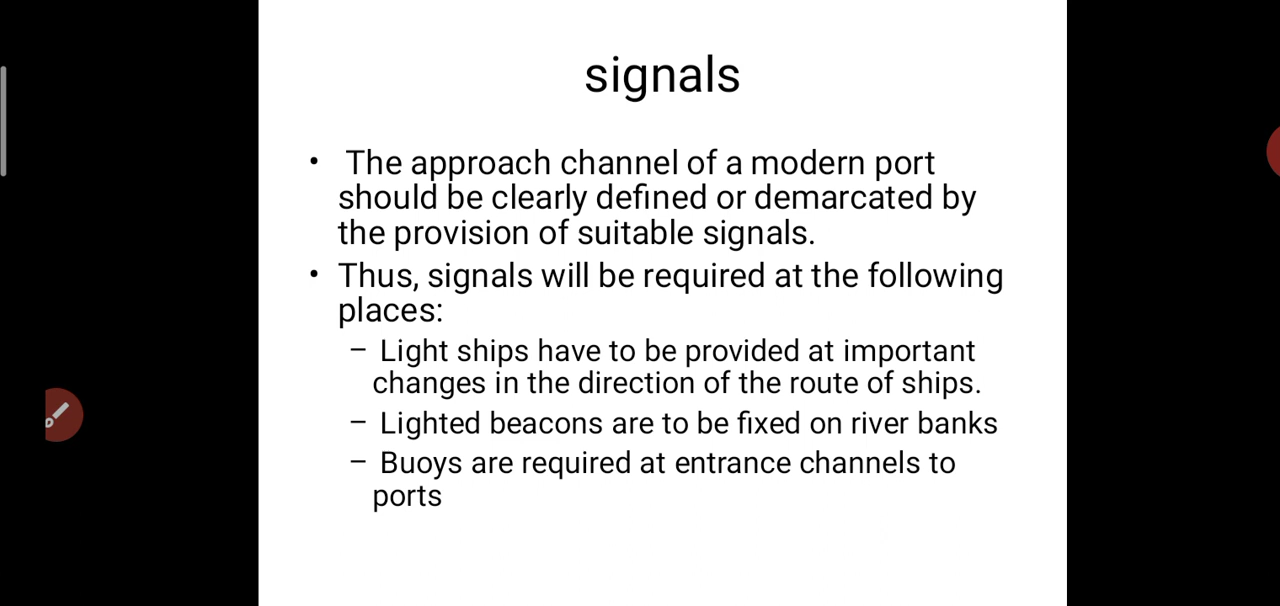 signals
• The approach channel of a modern port
should be clearly defined or demarcated by
the provision of suitable signals.
• Thus, signals will be required at the following
places:
– Light ships have to be provided at important
changes in the direction of the route of ships.
– Lighted beacons are to be fixed on river banks
– Buoys are required at entrance channels to
ports